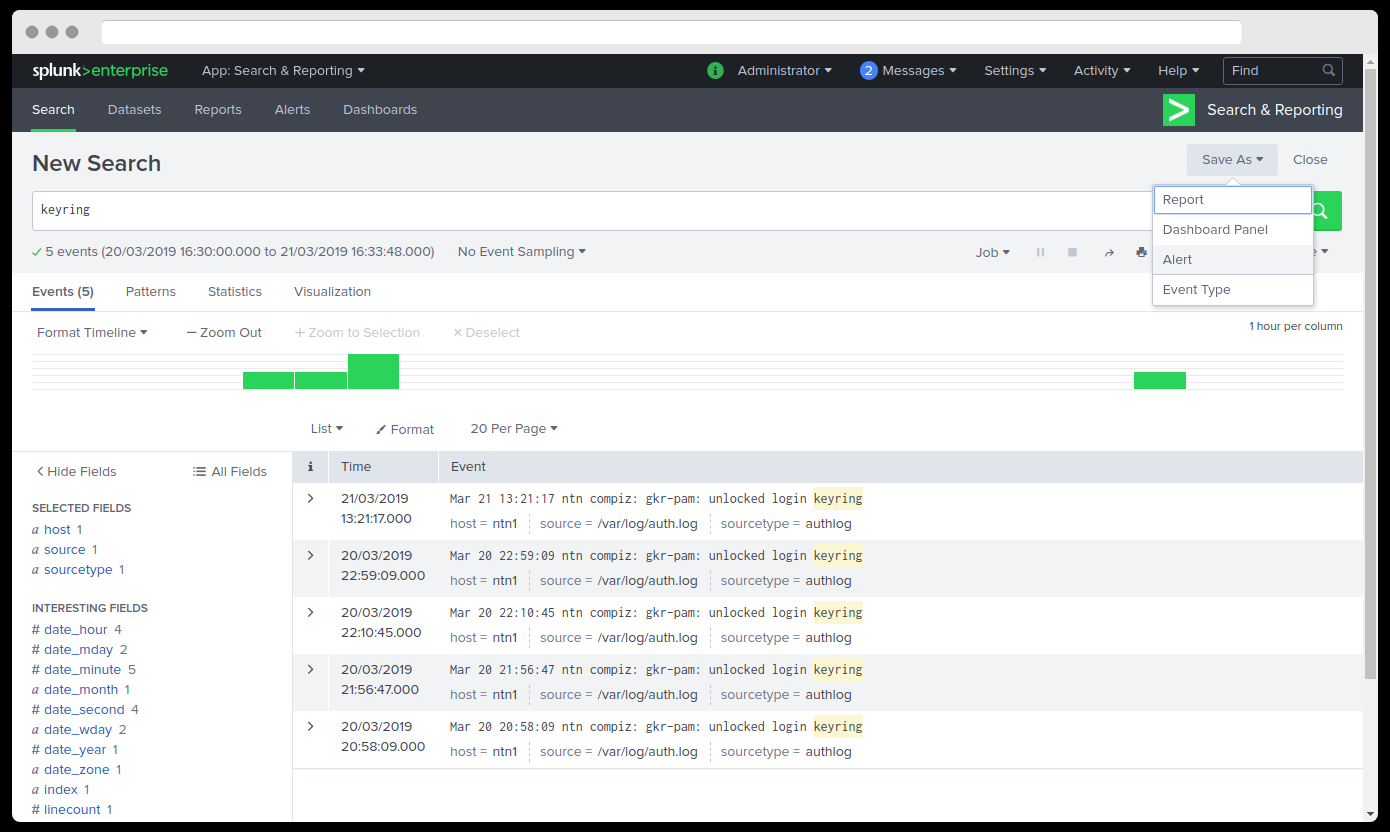 splunk>enterprise App: Search & Reporting i Administrator 2 Messages Settings Activity Help Find
Search Datasets Reports Alerts Dashboards > Search & Reporting
New Search Save As Close
keyring
Report
Dashboard Panel
Alert
Event Type
5 events (20/03/2019 16:30:00.000 to 21/03/2019 16:33:48.000) No Event Sampling Job
Events (5) Patterns Statistics Visualization
Format Timeline — Zoom Out + Zoom to Selection × Deselect 1 hour per column
List Format 20 Per Page
Hide Fields All Fields
i Time Event
SELECTED FIELDS
a host 1
a source 1
a sourcetype 1
INTERESTING FIELDS
# date_hour 4
# date_mday 2
# date_minute 5
a date_month 1
# date_second 4
a date_wday 2
# date_year 1
a date_zone 1
a index 1
# linecount 1
21/03/2019 Mar 21 13:21:17 ntn compiz: gkr-pam: unlocked login keyring
13:21:17.000 host = ntn1 source = /var/log/auth.log sourcetype = authlog
20/03/2019 Mar 20 22:59:09 ntn compiz: gkr-pam: unlocked login keyring
22:59:09.000 host = ntn1 source = /var/log/auth.log sourcetype = authlog
20/03/2019 Mar 20 22:10:45 ntn compiz: gkr-pam: unlocked login keyring
22:10:45.000 host = ntn1 source = /var/log/auth.log sourcetype = authlog
20/03/2019 Mar 20 21:56:47 ntn compiz: gkr-pam: unlocked login keyring
21:56:47.000 host = ntn1 source = /var/log/auth.log sourcetype = authlog
20/03/2019 Mar 20 20:58:09 ntn compiz: gkr-pam: unlocked login keyring
20:58:09.000 host = ntn1 source = /var/log/auth.log sourcetype = authlog